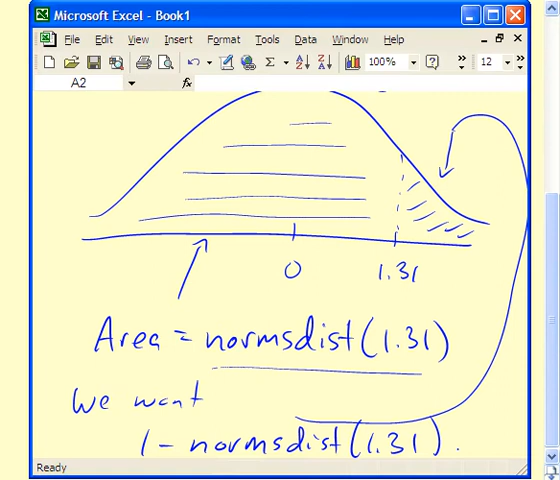 Microsoft Excel - Book1
File Edit View Insert Format Tools Data Window Help
100% 12
A2 fx
0 1.31
Area = normsdist(1.31)
We want
1 - normsdist(1.31).
Ready